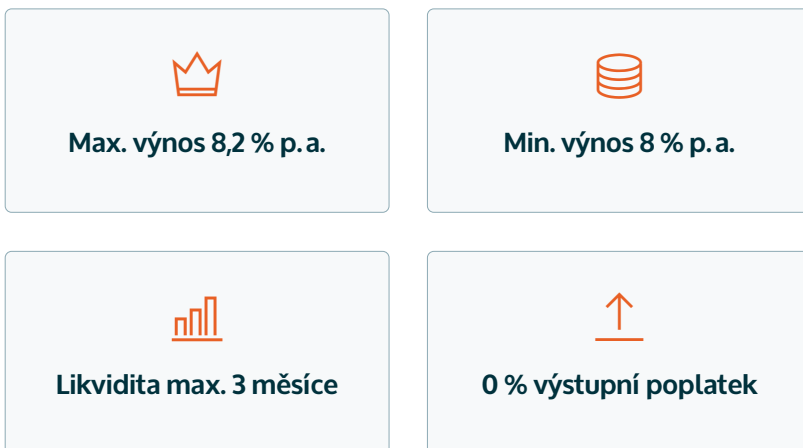 Max. výnos 8,2 % p. a.
Min. výnos 8 % p. a.
Likvidita max. 3 měsíce
0 % výstupní poplatek